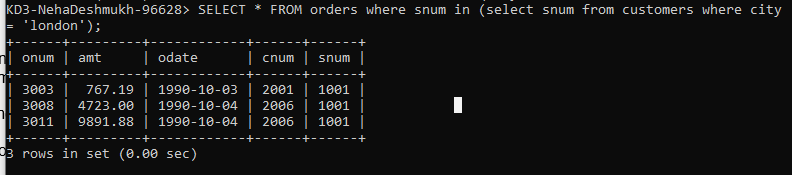 KD3-NehaDeshmukh-96628> SELECT * FROM orders where snum in (select snum from customers where city
= 'london');
+------+---------+------------+------+------+
| onum | amt     | odate      | cnum | snum |
+------+---------+------------+------+------+
| 3003 |  767.19 | 1990-10-03 | 2001 | 1001 |
| 3008 | 4723.00 | 1990-10-04 | 2006 | 1001 |
| 3011 | 9891.88 | 1990-10-04 | 2006 | 1001 |
+------+---------+------------+------+------+
3 rows in set (0.00 sec)